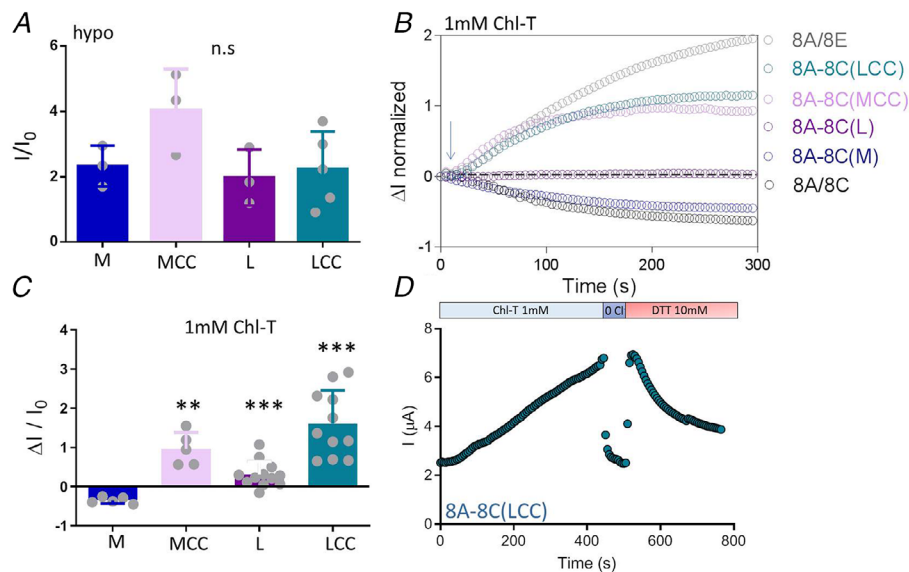 A
hypo
n.s
I/I0
6
4
2
0
M
MCC
L
LCC
B
1mM Chl-T
ΔI normalized
2
1
0
-1
0
100
200
300
Time (s)
8A/8E
8A-8C(LCC)
8A-8C(MCC)
8A-8C(L)
8A-8C(M)
8A/8C
C
1mM Chl-T
ΔI / I0
4
3
2
1
0
-1
**
***
***
M
MCC
L
LCC
D
Chl-T 1mM
0 Cl
DTT 10mM
I (µA)
8
6
4
2
0
8A-8C(LCC)
0
200
400
600
800
Time (s)